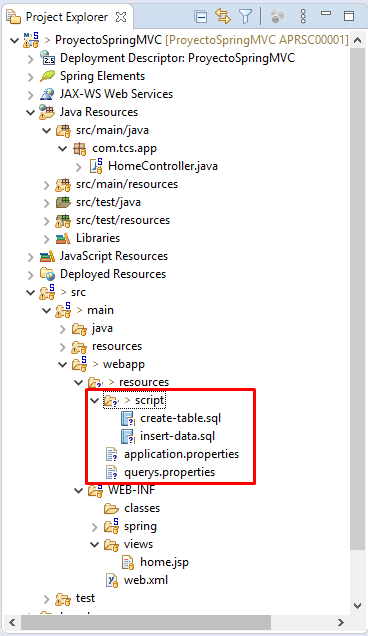 Project Explorer
> ProyectoSpringMVC [ProyectoSpringMVC APRSC00001]
Deployment Descriptor: ProyectoSpringMVC
Spring Elements
JAX-WS Web Services
Java Resources
src/main/java
com.tcs.app
HomeController.java
src/main/resources
src/test/java
src/test/resources
Libraries
JavaScript Resources
Deployed Resources
> src
> main
java
resources
> webapp
> resources
> script
create-table.sql
insert-data.sql
application.properties
querys.properties
WEB-INF
classes
spring
views
home.jsp
web.xml
test